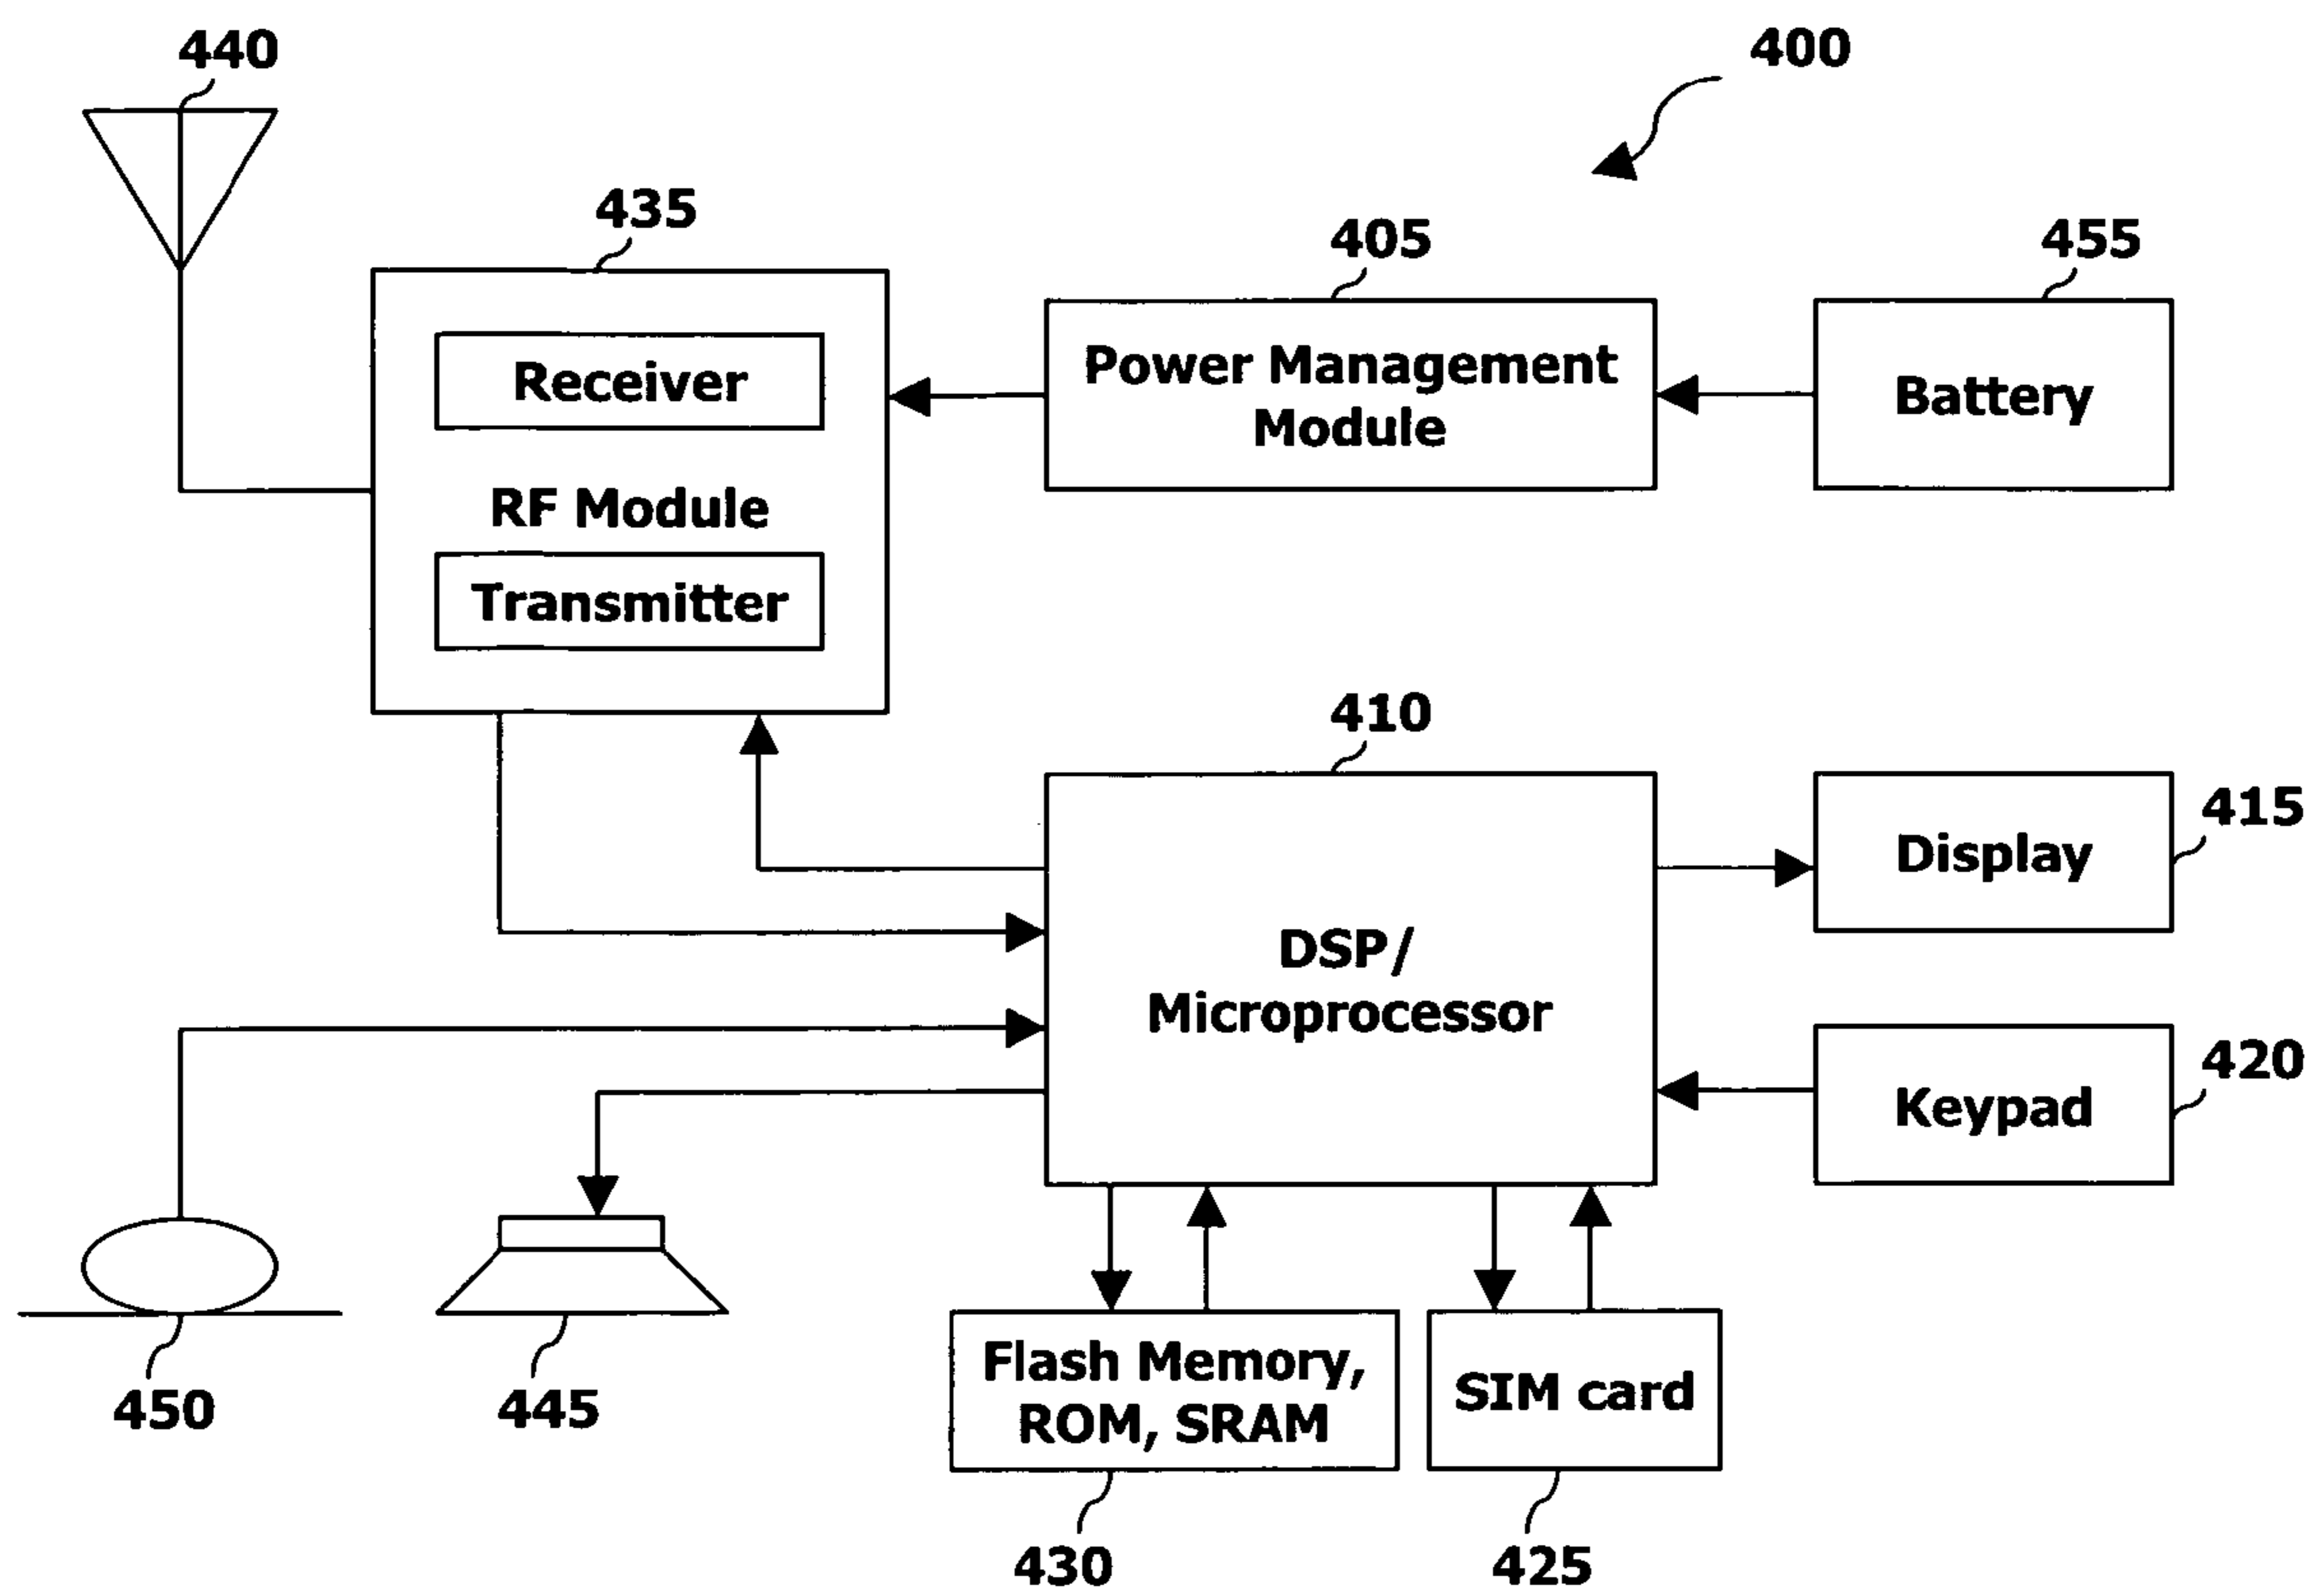 440
400
435
405
455
Receiver
RF Module
Transmitter
Power Management
Module
Battery
410
415
DSP/
Microprocessor
Display
420
Keypad
450
445
Flash Memory,
ROM, SRAM
SIM card
430
425